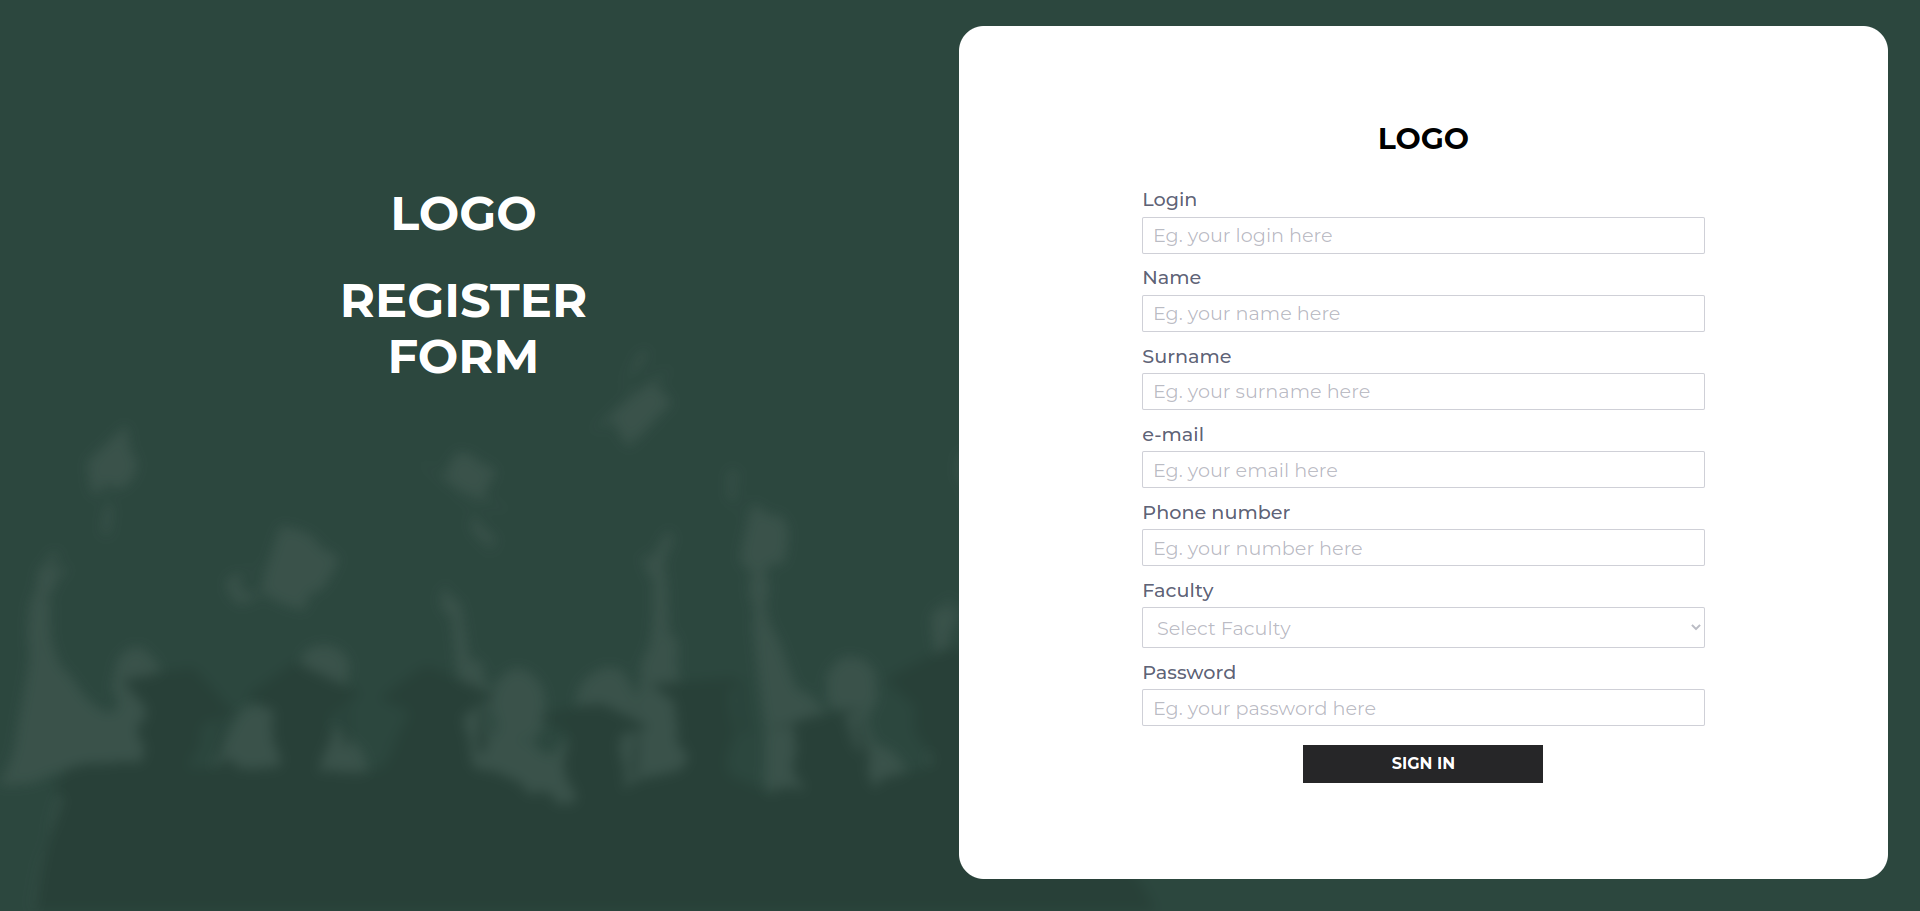 LOGO
REGISTER
FORM
LOGO
Login
Eg. your login here
Name
Eg. your name here
Surname
Eg. your surname here
e-mail
Eg. your email here
Phone number
Eg. your number here
Faculty
Select Faculty
Password
Eg. your password here
SIGN IN